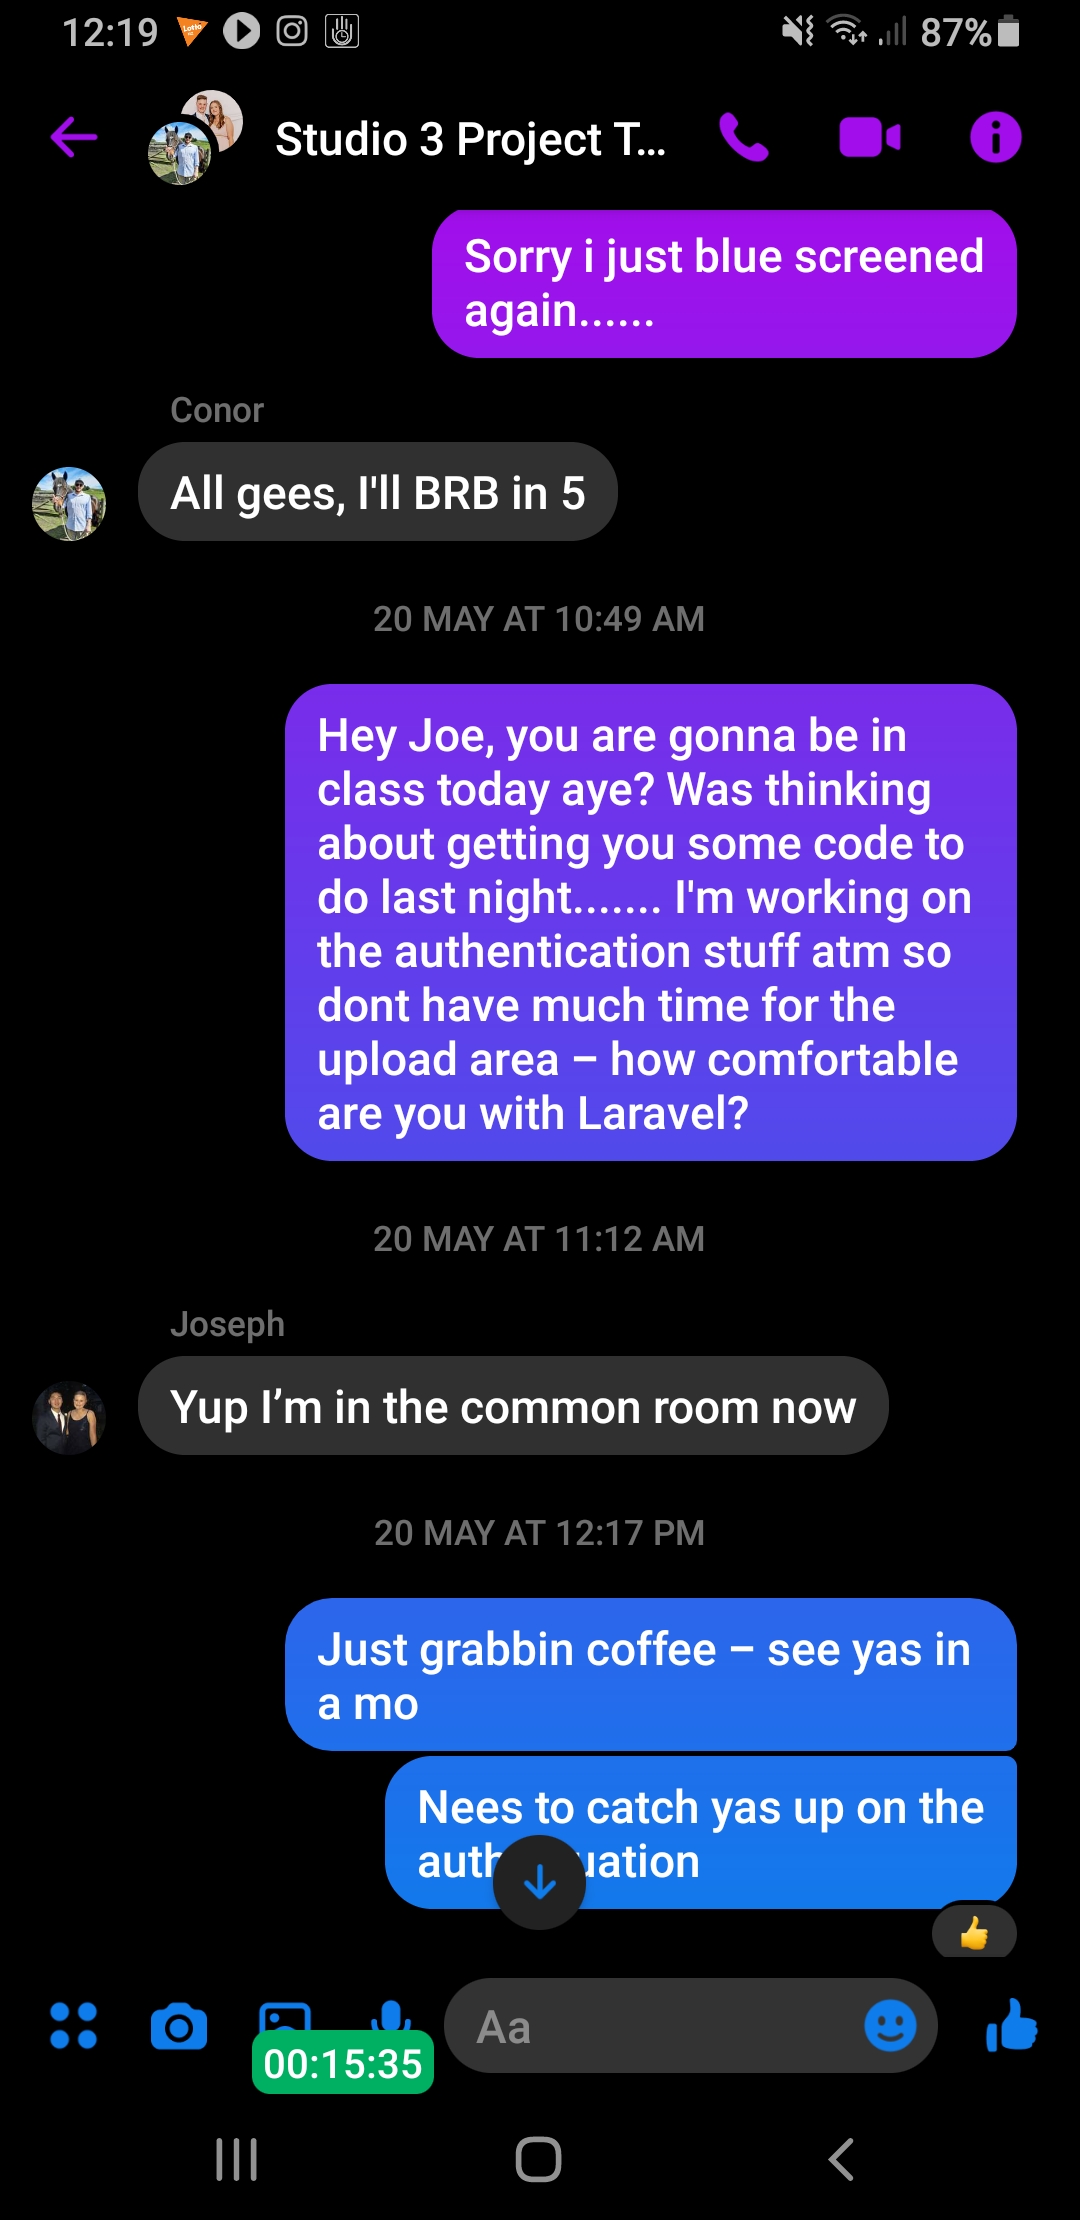 12:19
87%
Studio 3 Project T...
Sorry i just blue screened
again......
Conor
All gees, I'll BRB in 5
20 MAY AT 10:49 AM
Hey Joe, you are gonna be in
class today aye? Was thinking
about getting you some code to
do last night....... I'm working on
the authentication stuff atm so
dont have much time for the
upload area – how comfortable
are you with Laravel?
20 MAY AT 11:12 AM
Joseph
Yup I’m in the common room now
20 MAY AT 12:17 PM
Just grabbin coffee – see yas in
a mo
Nees to catch yas up on the
auth
Aa
00:15:35